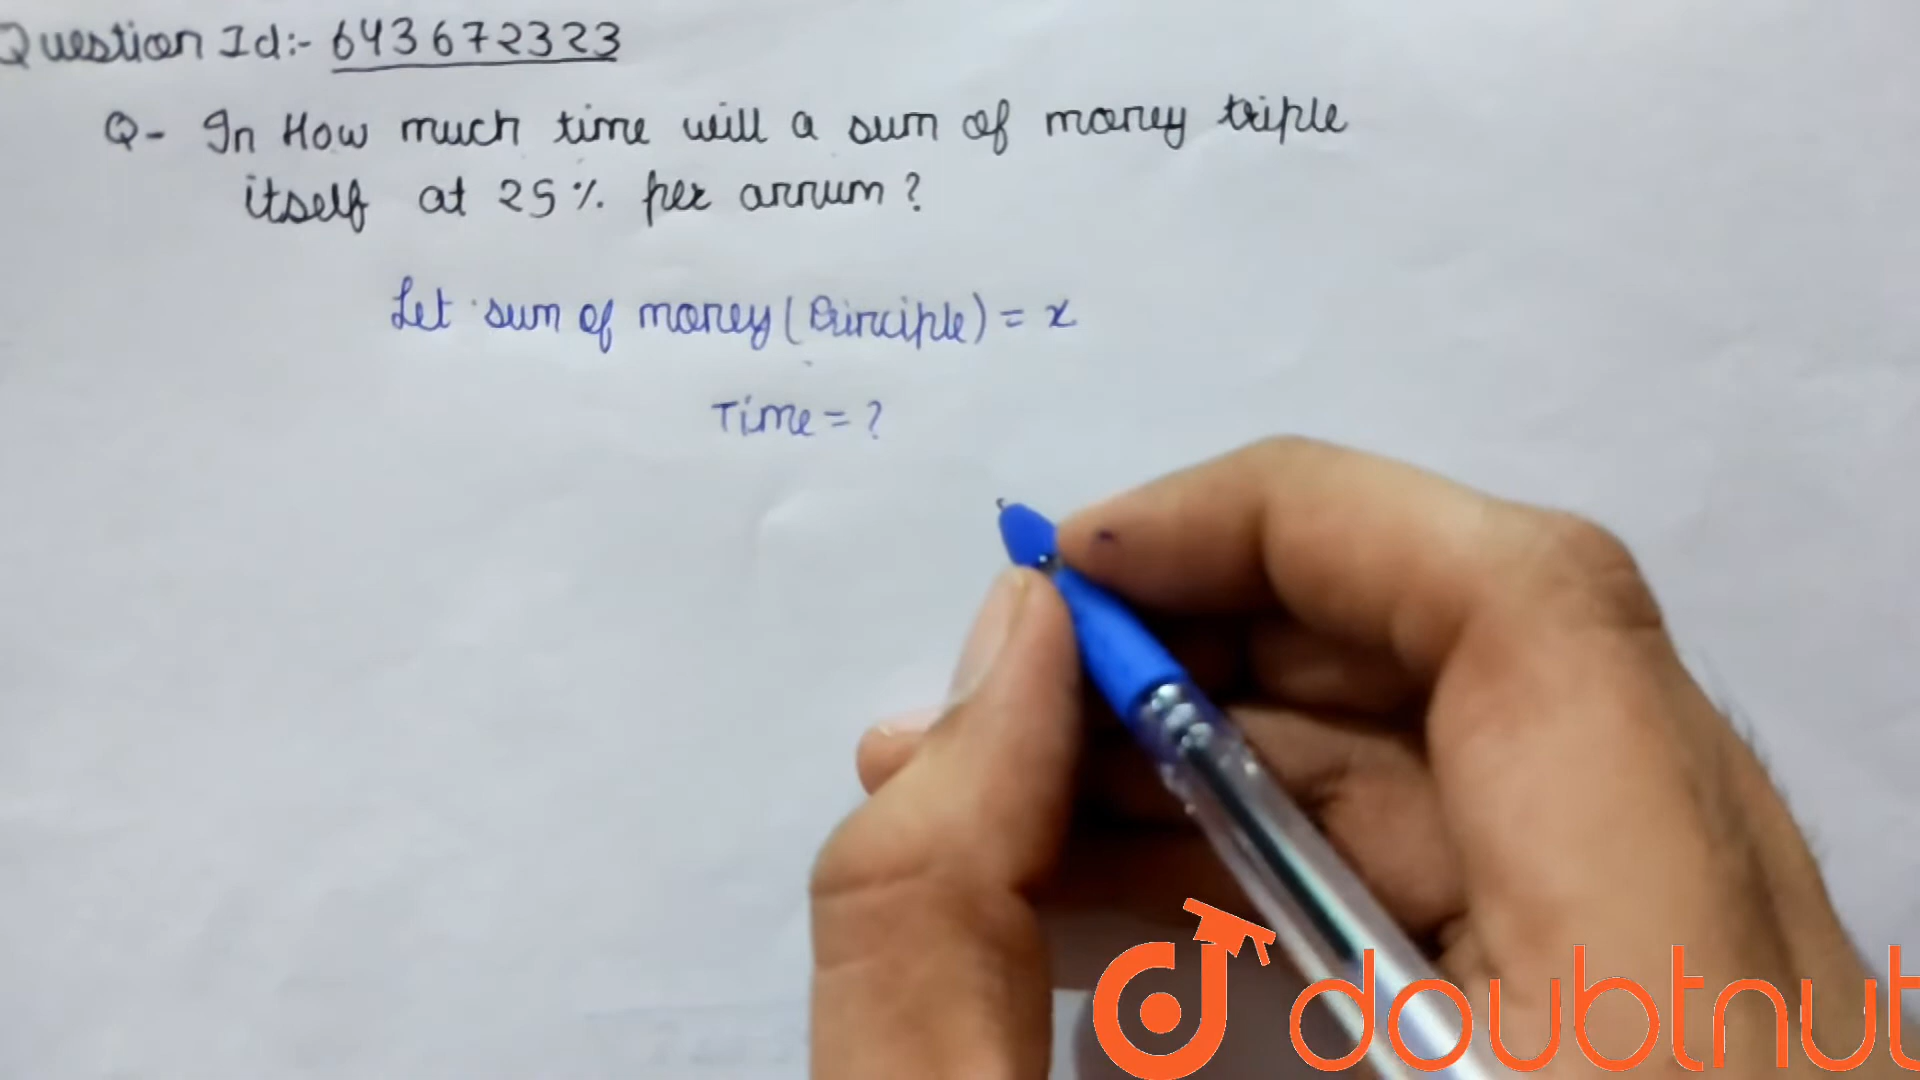 Question Id:- 643672323
Q- In How much time will a sum of money triple
itself at 25% per annum?
Let sum of money (Principle) = x
Time = ?
doubtnut